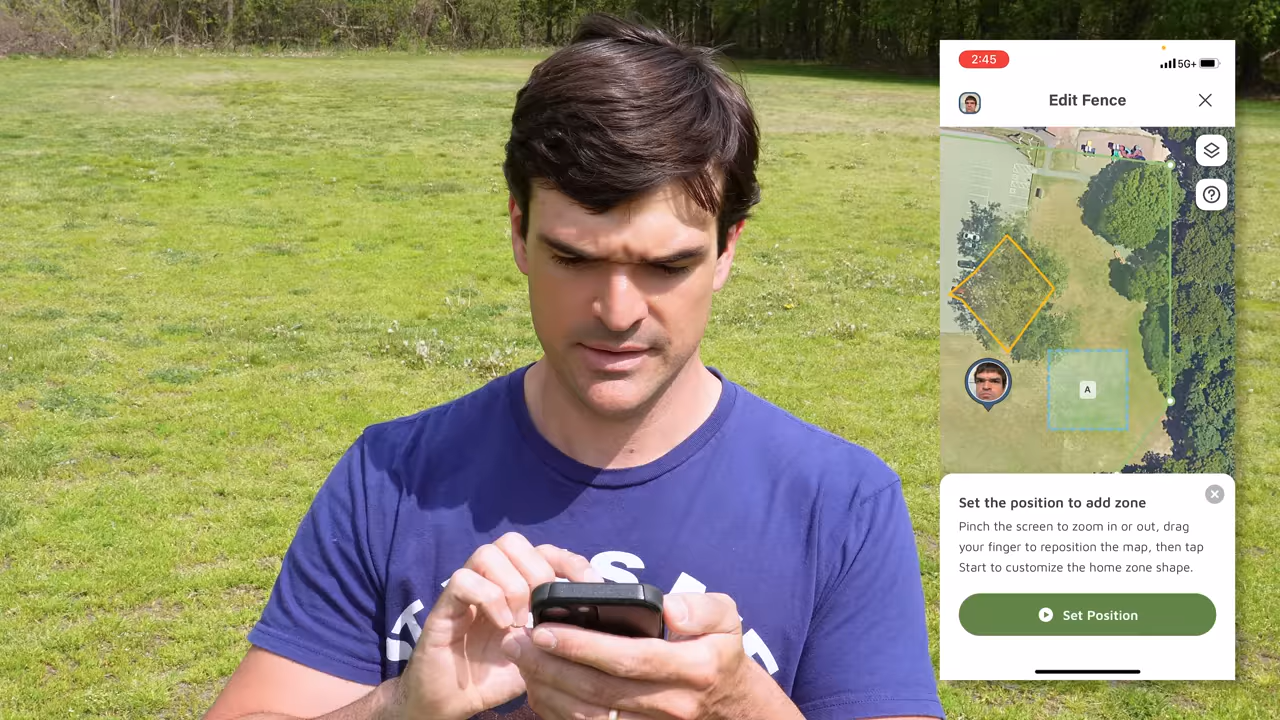 2:45
5G+
Edit Fence
A
Set the position to add zone
Pinch the screen to zoom in or out, drag
your finger to reposition the map, then tap
Start to customize the home zone shape.
Set Position